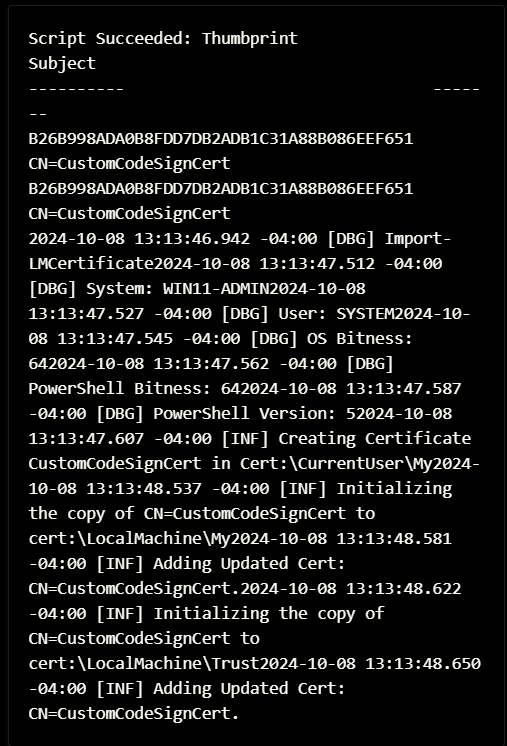 Script Succeeded: Thumbprint
Subject
----------                                -----
--
B26B998ADA0B8FDD7DB2ADB1C31A88B086EEF651
CN=CustomCodeSignCert
B26B998ADA0B8FDD7DB2ADB1C31A88B086EEF651
CN=CustomCodeSignCert
2024-10-08 13:13:46.942 -04:00 [DBG] Import-
LMCertificate2024-10-08 13:13:47.512 -04:00
[DBG] System: WIN11-ADMIN2024-10-08
13:13:47.527 -04:00 [DBG] User: SYSTEM2024-10-
08 13:13:47.545 -04:00 [DBG] OS Bitness:
642024-10-08 13:13:47.562 -04:00 [DBG]
PowerShell Bitness: 642024-10-08 13:13:47.587
-04:00 [DBG] PowerShell Version: 52024-10-08
13:13:47.607 -04:00 [INF] Creating Certificate
CustomCodeSignCert in Cert:\CurrentUser\My2024-
10-08 13:13:48.537 -04:00 [INF] Initializing
the copy of CN=CustomCodeSignCert to
cert:\LocalMachine\My2024-10-08 13:13:48.581
-04:00 [INF] Adding Updated Cert:
CN=CustomCodeSignCert.2024-10-08 13:13:48.622
-04:00 [INF] Initializing the copy of
CN=CustomCodeSignCert to
cert:\LocalMachine\Trust2024-10-08 13:13:48.650
-04:00 [INF] Adding Updated Cert:
CN=CustomCodeSignCert.